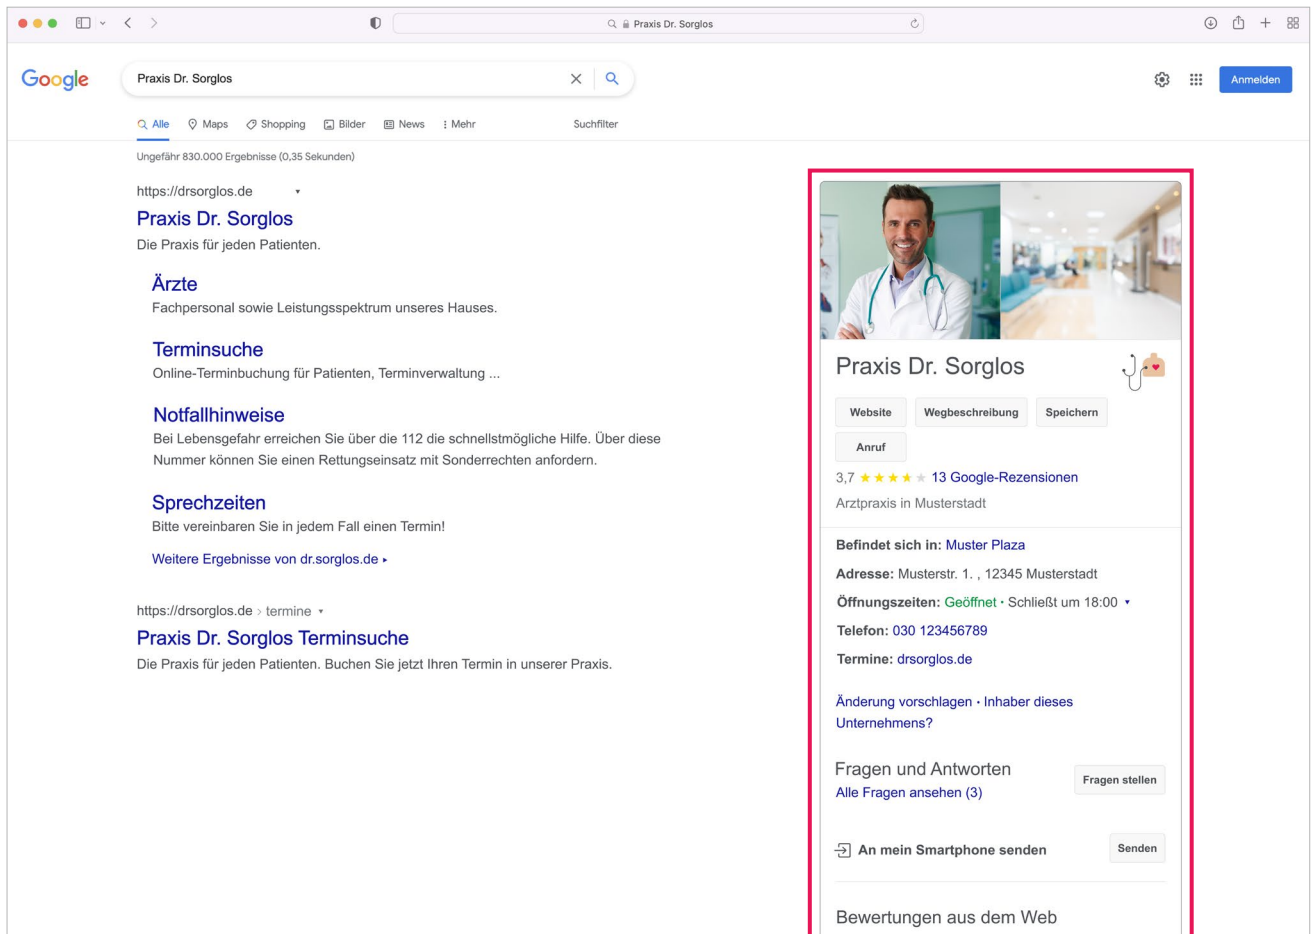 Praxis Dr. Sorglos
Google
Praxis Dr. Sorglos
Anmelden
Alle Maps Shopping Bilder News Mehr Suchfilter
Ungefähr 830.000 Ergebnisse (0,35 Sekunden)
https://drsorglos.de
Praxis Dr. Sorglos
Die Praxis für jeden Patienten.
Ärzte
Fachpersonal sowie Leistungsspektrum unseres Hauses.
Terminsuche
Online-Terminbuchung für Patienten, Terminverwaltung ...
Notfallhinweise
Bei Lebensgefahr erreichen Sie über die 112 die schnellstmögliche Hilfe. Über diese
Nummer können Sie einen Rettungseinsatz mit Sonderrechten anfordern.
Sprechzeiten
Bitte vereinbaren Sie in jedem Fall einen Termin!
Weitere Ergebnisse von dr.sorglos.de ▸
https://drsorglos.de › termine
Praxis Dr. Sorglos Terminsuche
Die Praxis für jeden Patienten. Buchen Sie jetzt Ihren Termin in unserer Praxis.
Praxis Dr. Sorglos
Website Wegbeschreibung Speichern
Anruf
3,7 ★★★★★ 13 Google-Rezensionen
Arztpraxis in Musterstadt
Befindet sich in: Muster Plaza
Adresse: Musterstr. 1. , 12345 Musterstadt
Öffnungszeiten: Geöffnet · Schließt um 18:00
Telefon: 030 123456789
Termine: drsorglos.de
Änderung vorschlagen · Inhaber dieses
Unternehmens?
Fragen und Antworten
Alle Fragen ansehen (3)
Fragen stellen
An mein Smartphone senden
Senden
Bewertungen aus dem Web